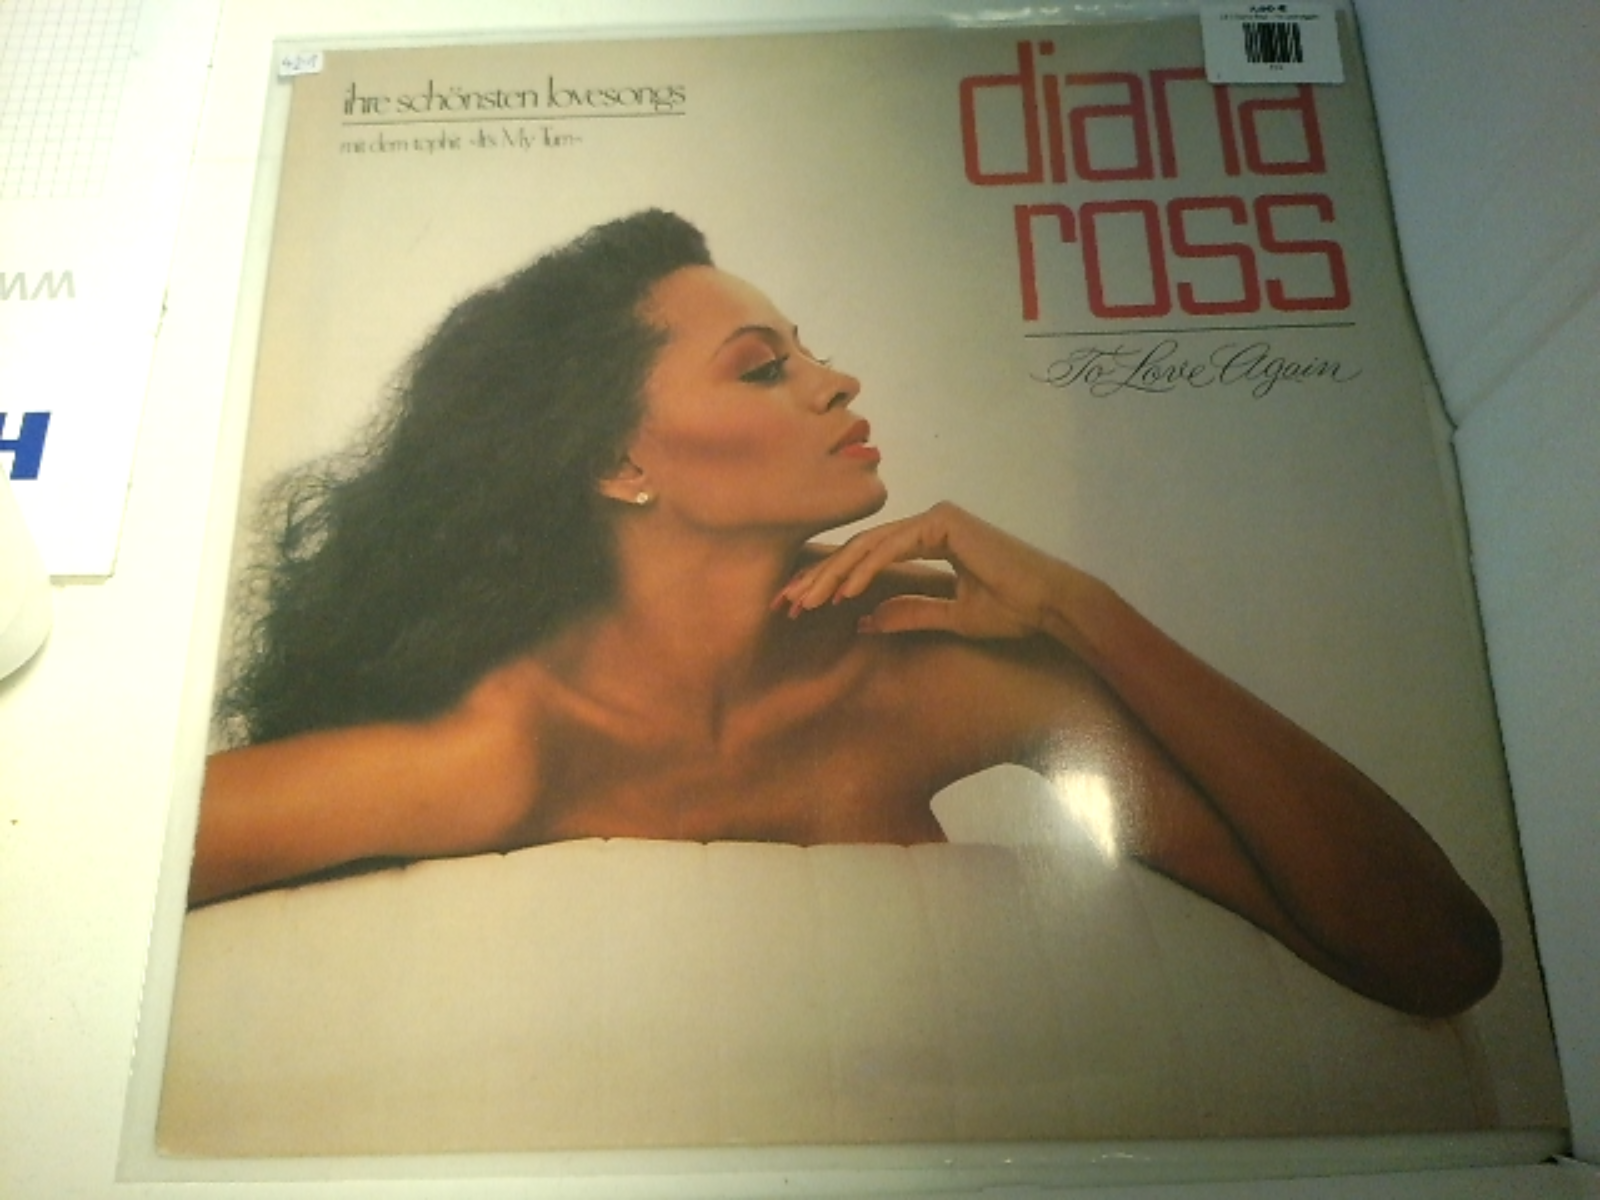 ihre schönsten lovesongs
mit dem tophit »It's My Turn«
diana
ross
To Love Again
H